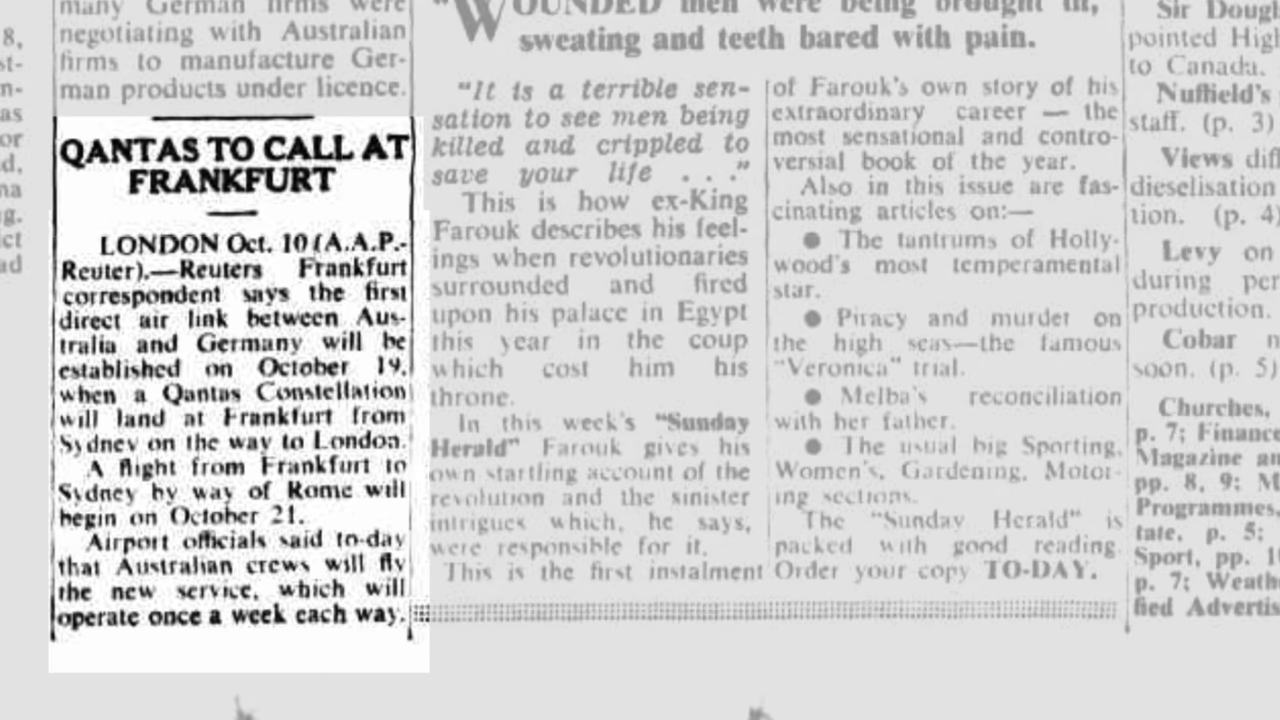 8,
st-
n-
as
or
d,
na
g.
ct
ad
many German firms were
negotiating with Australian
firms to manufacture Ger-
man products under licence.
QANTAS TO CALL AT
FRANKFURT
LONDON Oct. 10 (A.A.P.-
Reuter).—Reuters Frankfurt
correspondent says the first
direct air link between Aus-
tralia and Germany will be
established on October 19,
when a Qantas Constellation
will land at Frankfurt from
Sydney on the way to London.
A flight from Frankfurt to
Sydney by way of Rome will
begin on October 21.
Airport officials said to-day
that Australian crews will fly
the new service, which will
operate once a week each way.
"WOUNDED men were being brought in,
sweating and teeth bared with pain.
"It is a terrible sen-
sation to see men being
killed and crippled to
save your life . . ."
This is how ex-King
Farouk describes his feel-
ings when revolutionaries
surrounded and fired
upon his palace in Egypt
this year in the coup
which cost him his
throne.
In this week's "Sunday
Herald" Farouk gives his
own startling account of the
revolution and the sinister
intrigues which, he says,
were responsible for it.
This is the first instalment
of Farouk's own story of his
extraordinary career — the
most sensational and contro-
versial book of the year.
Also in this issue are fas-
cinating articles on:—
● The tantrums of Holly-
wood's most temperamental
star.
● Piracy and murder on
the high seas—the famous
"Veronica" trial.
● Melba's reconciliation
with her father.
● The usual big Sporting,
Women's, Gardening, Motor-
ing sections.
The "Sunday Herald" is
packed with good reading.
Order your copy TO-DAY.
Sir Dougl
pointed High
to Canada.
Nuffield's
staff. (p. 3)
Views diff
dieselisation
tion. (p. 4)
Levy on
during per
production.
Cobar n
soon. (p. 5)
Churches,
p. 7; Finance
Magazine an
pp. 8, 9; M
Programmes,
tate, p. 5;
Sport, pp. 10
p. 7; Weath
fied Advertis